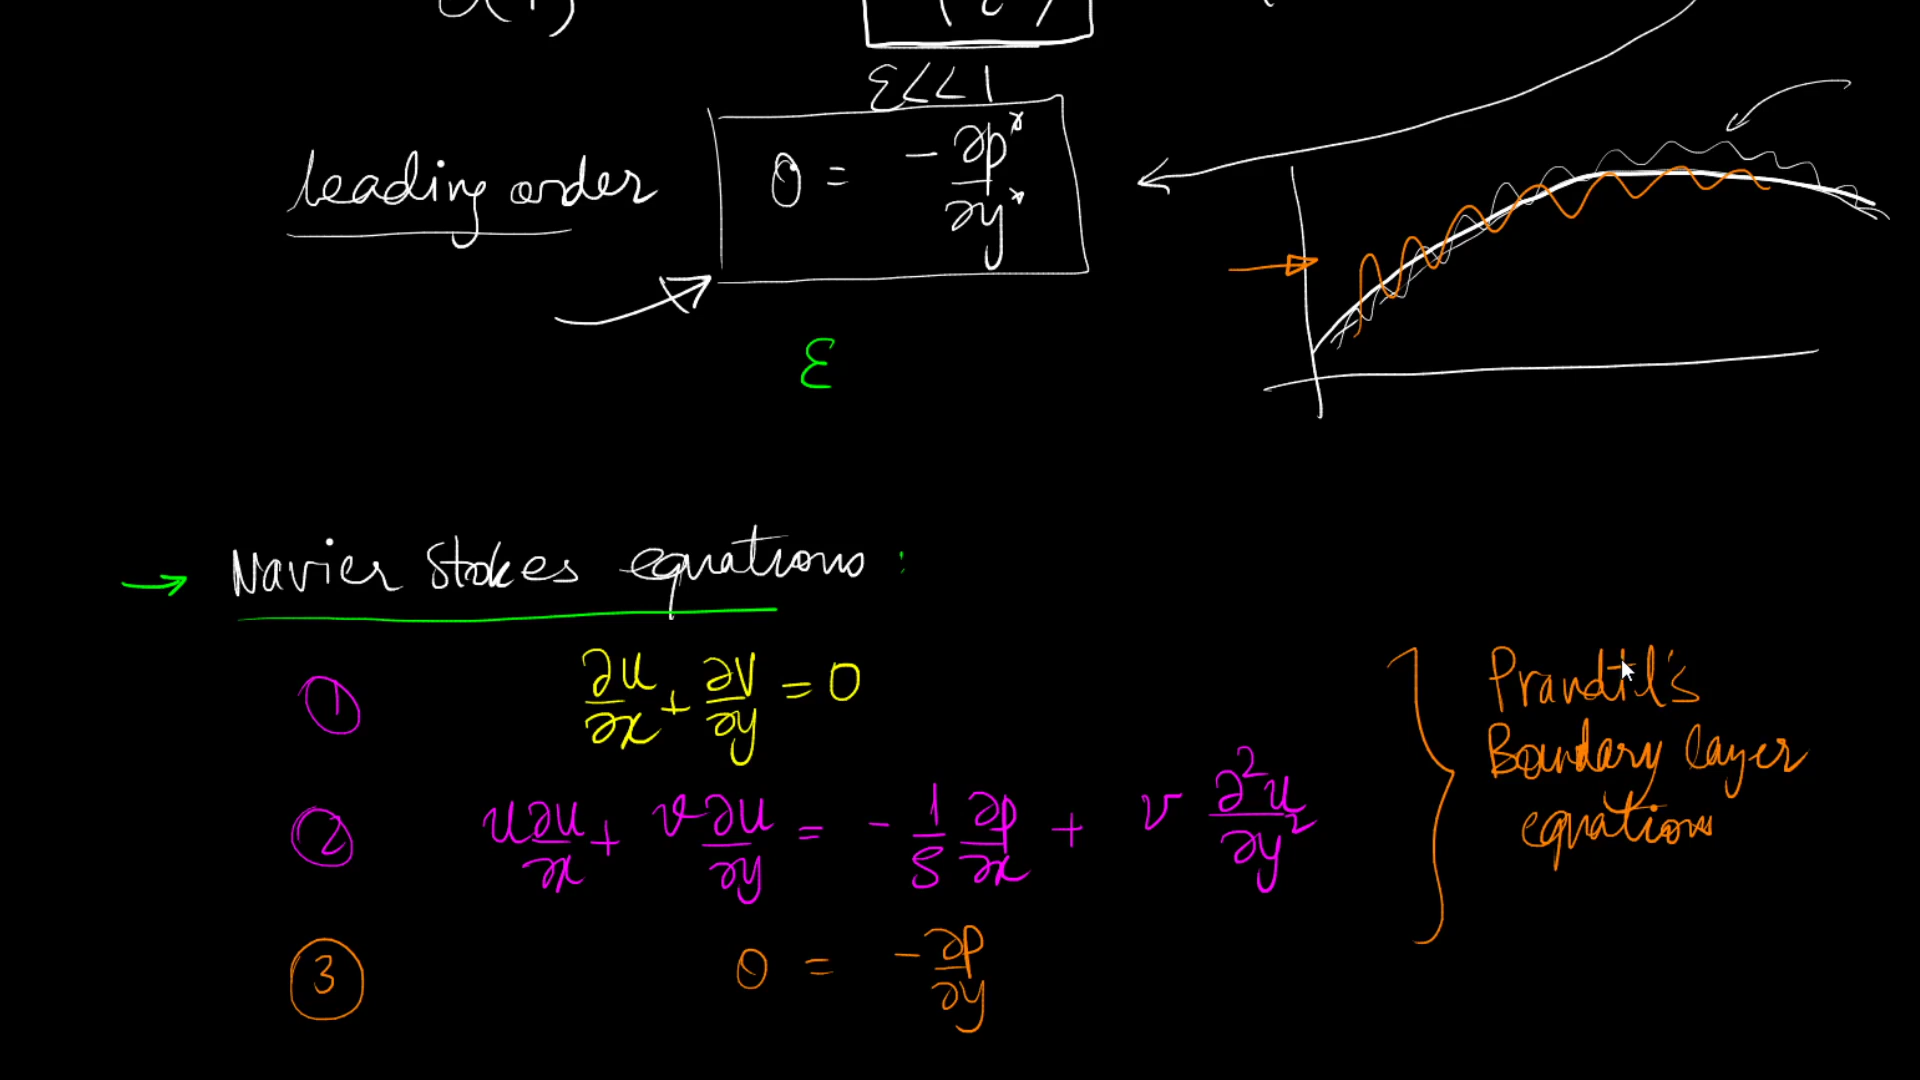 ε<<1
leading order 0 = - ∂p*/∂y*
ε
→ Navier Stokes equations :
① ∂u/∂x + ∂v/∂y = 0
② u∂u/∂x + v∂u/∂y = - 1/ρ ∂p/∂x + ν ∂²u/∂y²
③ 0 = - ∂p/∂y
Prandtl's
Boundary layer
equations